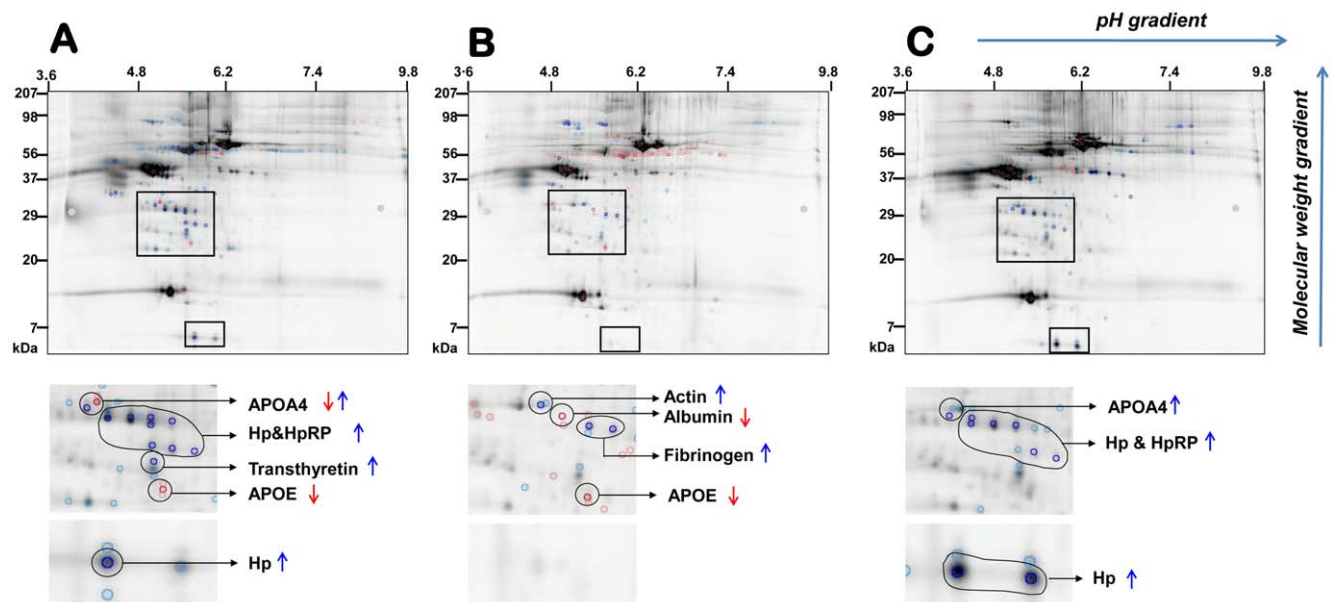 A
B
C
pH gradient
3.6 4.8 6.2 7.4 9.8
3.6 4.8 6.2 7.4 9.8
3.6 4.8 6.2 7.4 9.8
207
98
56
37
29
20
7
kDa
207
98
56
37
29
20
7
kDa
207
98
56
37
29
20
7
kDa
Molecular weight gradient
APOA4 ↓ ↑
Hp&HpRP ↑
Transthyretin ↑
APOE ↓
Hp ↑
Actin ↑
Albumin ↓
Fibrinogen ↑
APOE ↓
APOA4 ↑
Hp & HpRP ↑
Hp ↑